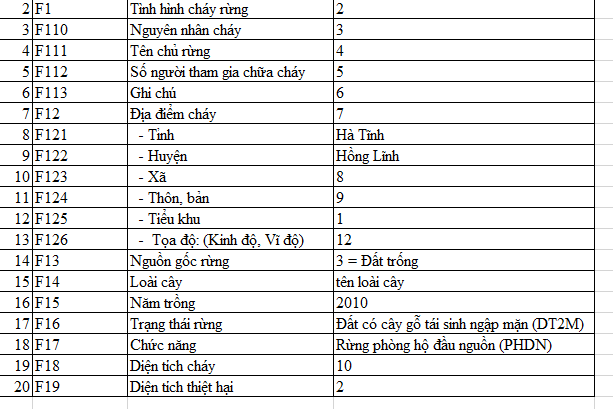 2 F1 Tình hình cháy rừng 2
3 F110 Nguyên nhân cháy 3
4 F111 Tên chủ rừng 4
5 F112 Số người tham gia chữa cháy 5
6 F113 Ghi chú 6
7 F12 Địa điểm cháy 7
8 F121 - Tỉnh Hà Tĩnh
9 F122 - Huyện Hồng Lĩnh
10 F123 - Xã 8
11 F124 - Thôn, bản 9
12 F125 - Tiểu khu 1
13 F126 - Tọa độ: (Kinh độ, Vĩ độ) 12
14 F13 Nguồn gốc rừng 3 = Đất trống
15 F14 Loài cây tên loài cây
16 F15 Năm trồng 2010
17 F16 Trạng thái rừng Đất có cây gỗ tái sinh ngập mặn (DT2M)
18 F17 Chức năng Rừng phòng hộ đầu nguồn (PHDN)
19 F18 Diện tích cháy 10
20 F19 Diện tích thiệt hại 2